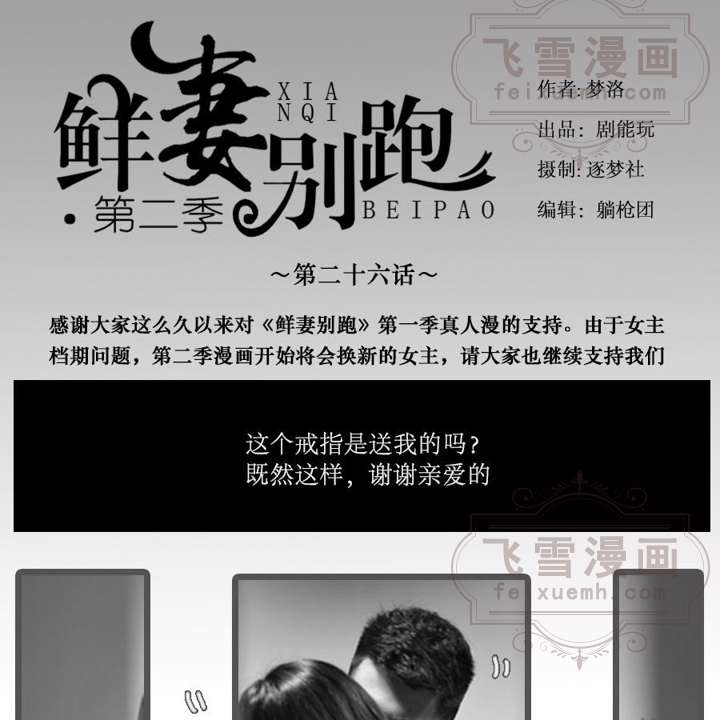 鲜妻别跑
XIA
NQI
BEIPAO
·第二季
飞雪漫画
feixuemh.com
作者:梦洛
出品: 剧能玩
摄制:逐梦社
编辑: 躺枪团
～第二十六话～
感谢大家这么久以来对《鲜妻别跑》第一季真人漫的支持。由于女主
档期问题，第二季漫画开始将会换新的女主，请大家也继续支持我们
这个戒指是送我的吗?
既然这样，谢谢亲爱的
飞雪漫画
feixuemh.com